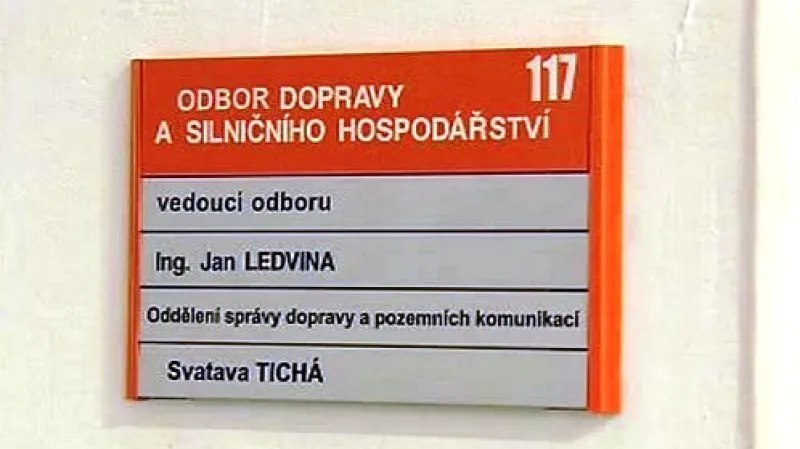 117
ODBOR DOPRAVY
A SILNIČNÍHO HOSPODÁŘSTVÍ
vedoucí odboru
Ing. Jan LEDVINA
Oddělení správy dopravy a pozemních komunikací
Svatava TICHÁ